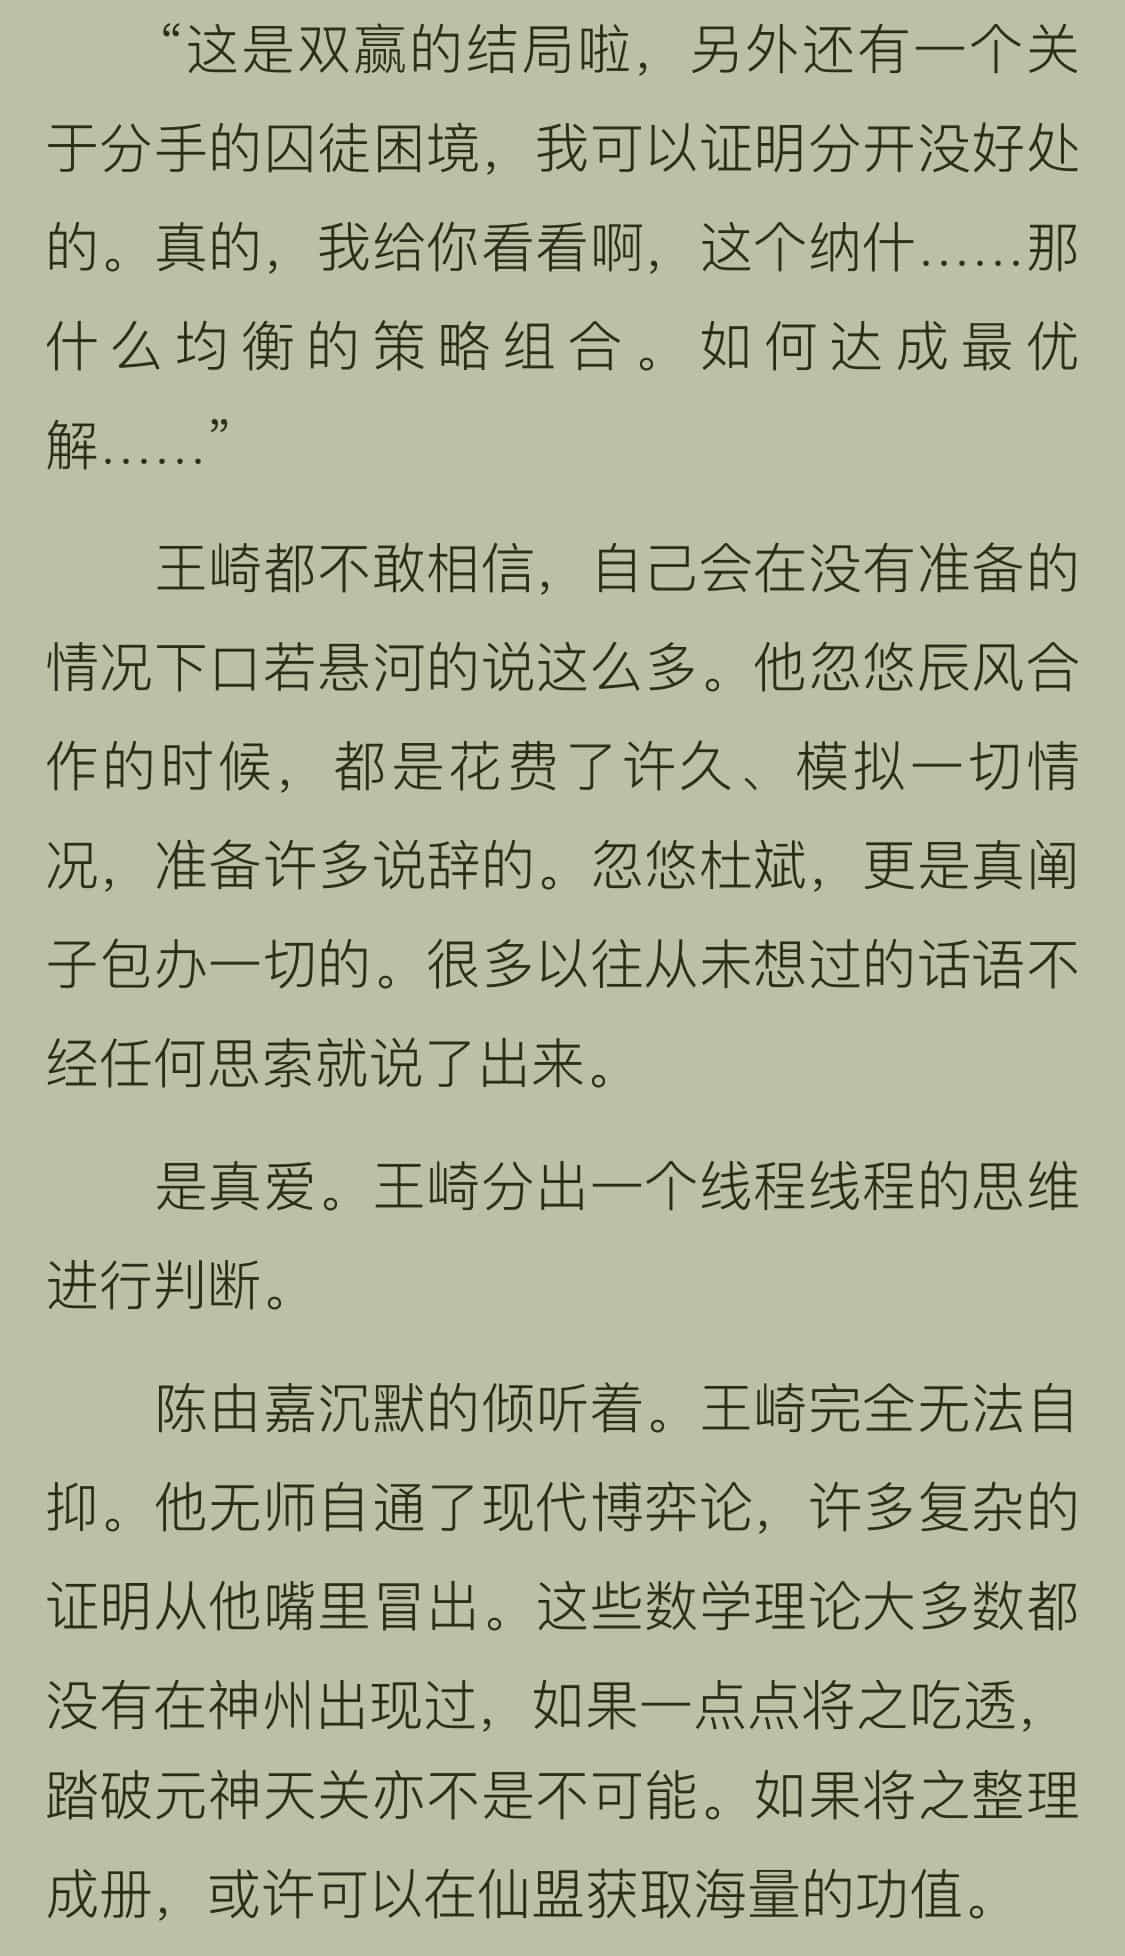 “这是双赢的结局啦，另外还有一个关
于分手的囚徒困境，我可以证明分开没好处
的。真的，我给你看看啊，这个纳什……那
什么均衡的策略组合。如何达成最优
解……”
王崎都不敢相信，自己会在没有准备的
情况下口若悬河的说这么多。他忽悠辰风合
作的时候，都是花费了许久、模拟一切情
况，准备许多说辞的。忽悠杜斌，更是真阐
子包办一切的。很多以往从未想过的话语不
经任何思索就说了出来。
是真爱。王崎分出一个线程线程的思维
进行判断。
陈由嘉沉默的倾听着。王崎完全无法自
抑。他无师自通了现代博弈论，许多复杂的
证明从他嘴里冒出。这些数学理论大多数都
没有在神州出现过，如果一点点将之吃透，
踏破元神天关亦不是不可能。如果将之整理
成册，或许可以在仙盟获取海量的功值。